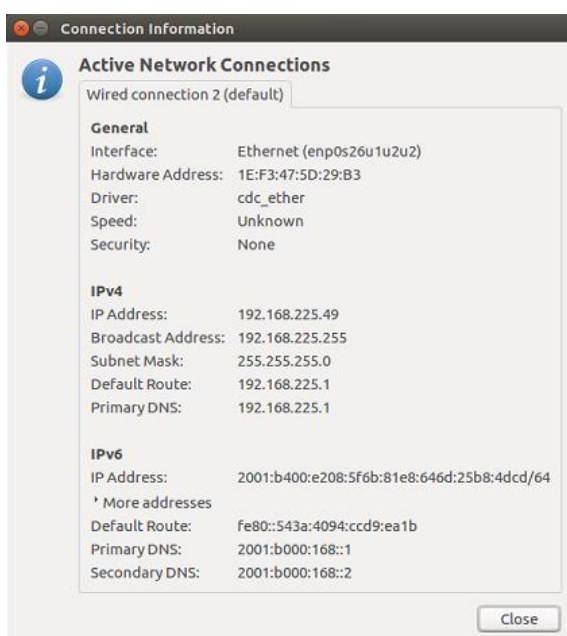 Connection Information
Active Network Connections
Wired connection 2 (default)
General
Interface: Ethernet (enp0s26u1u2u2)
Hardware Address: 1E:F3:47:5D:29:B3
Driver: cdc_ether
Speed: Unknown
Security: None
IPv4
IP Address: 192.168.225.49
Broadcast Address: 192.168.225.255
Subnet Mask: 255.255.255.0
Default Route: 192.168.225.1
Primary DNS: 192.168.225.1
IPv6
IP Address: 2001:b400:e208:5f6b:81e8:646d:25b8:4dcd/64
More addresses
Default Route: fe80::543a:4094:ccd9:ea1b
Primary DNS: 2001:b000:168::1
Secondary DNS: 2001:b000:168::2
Close